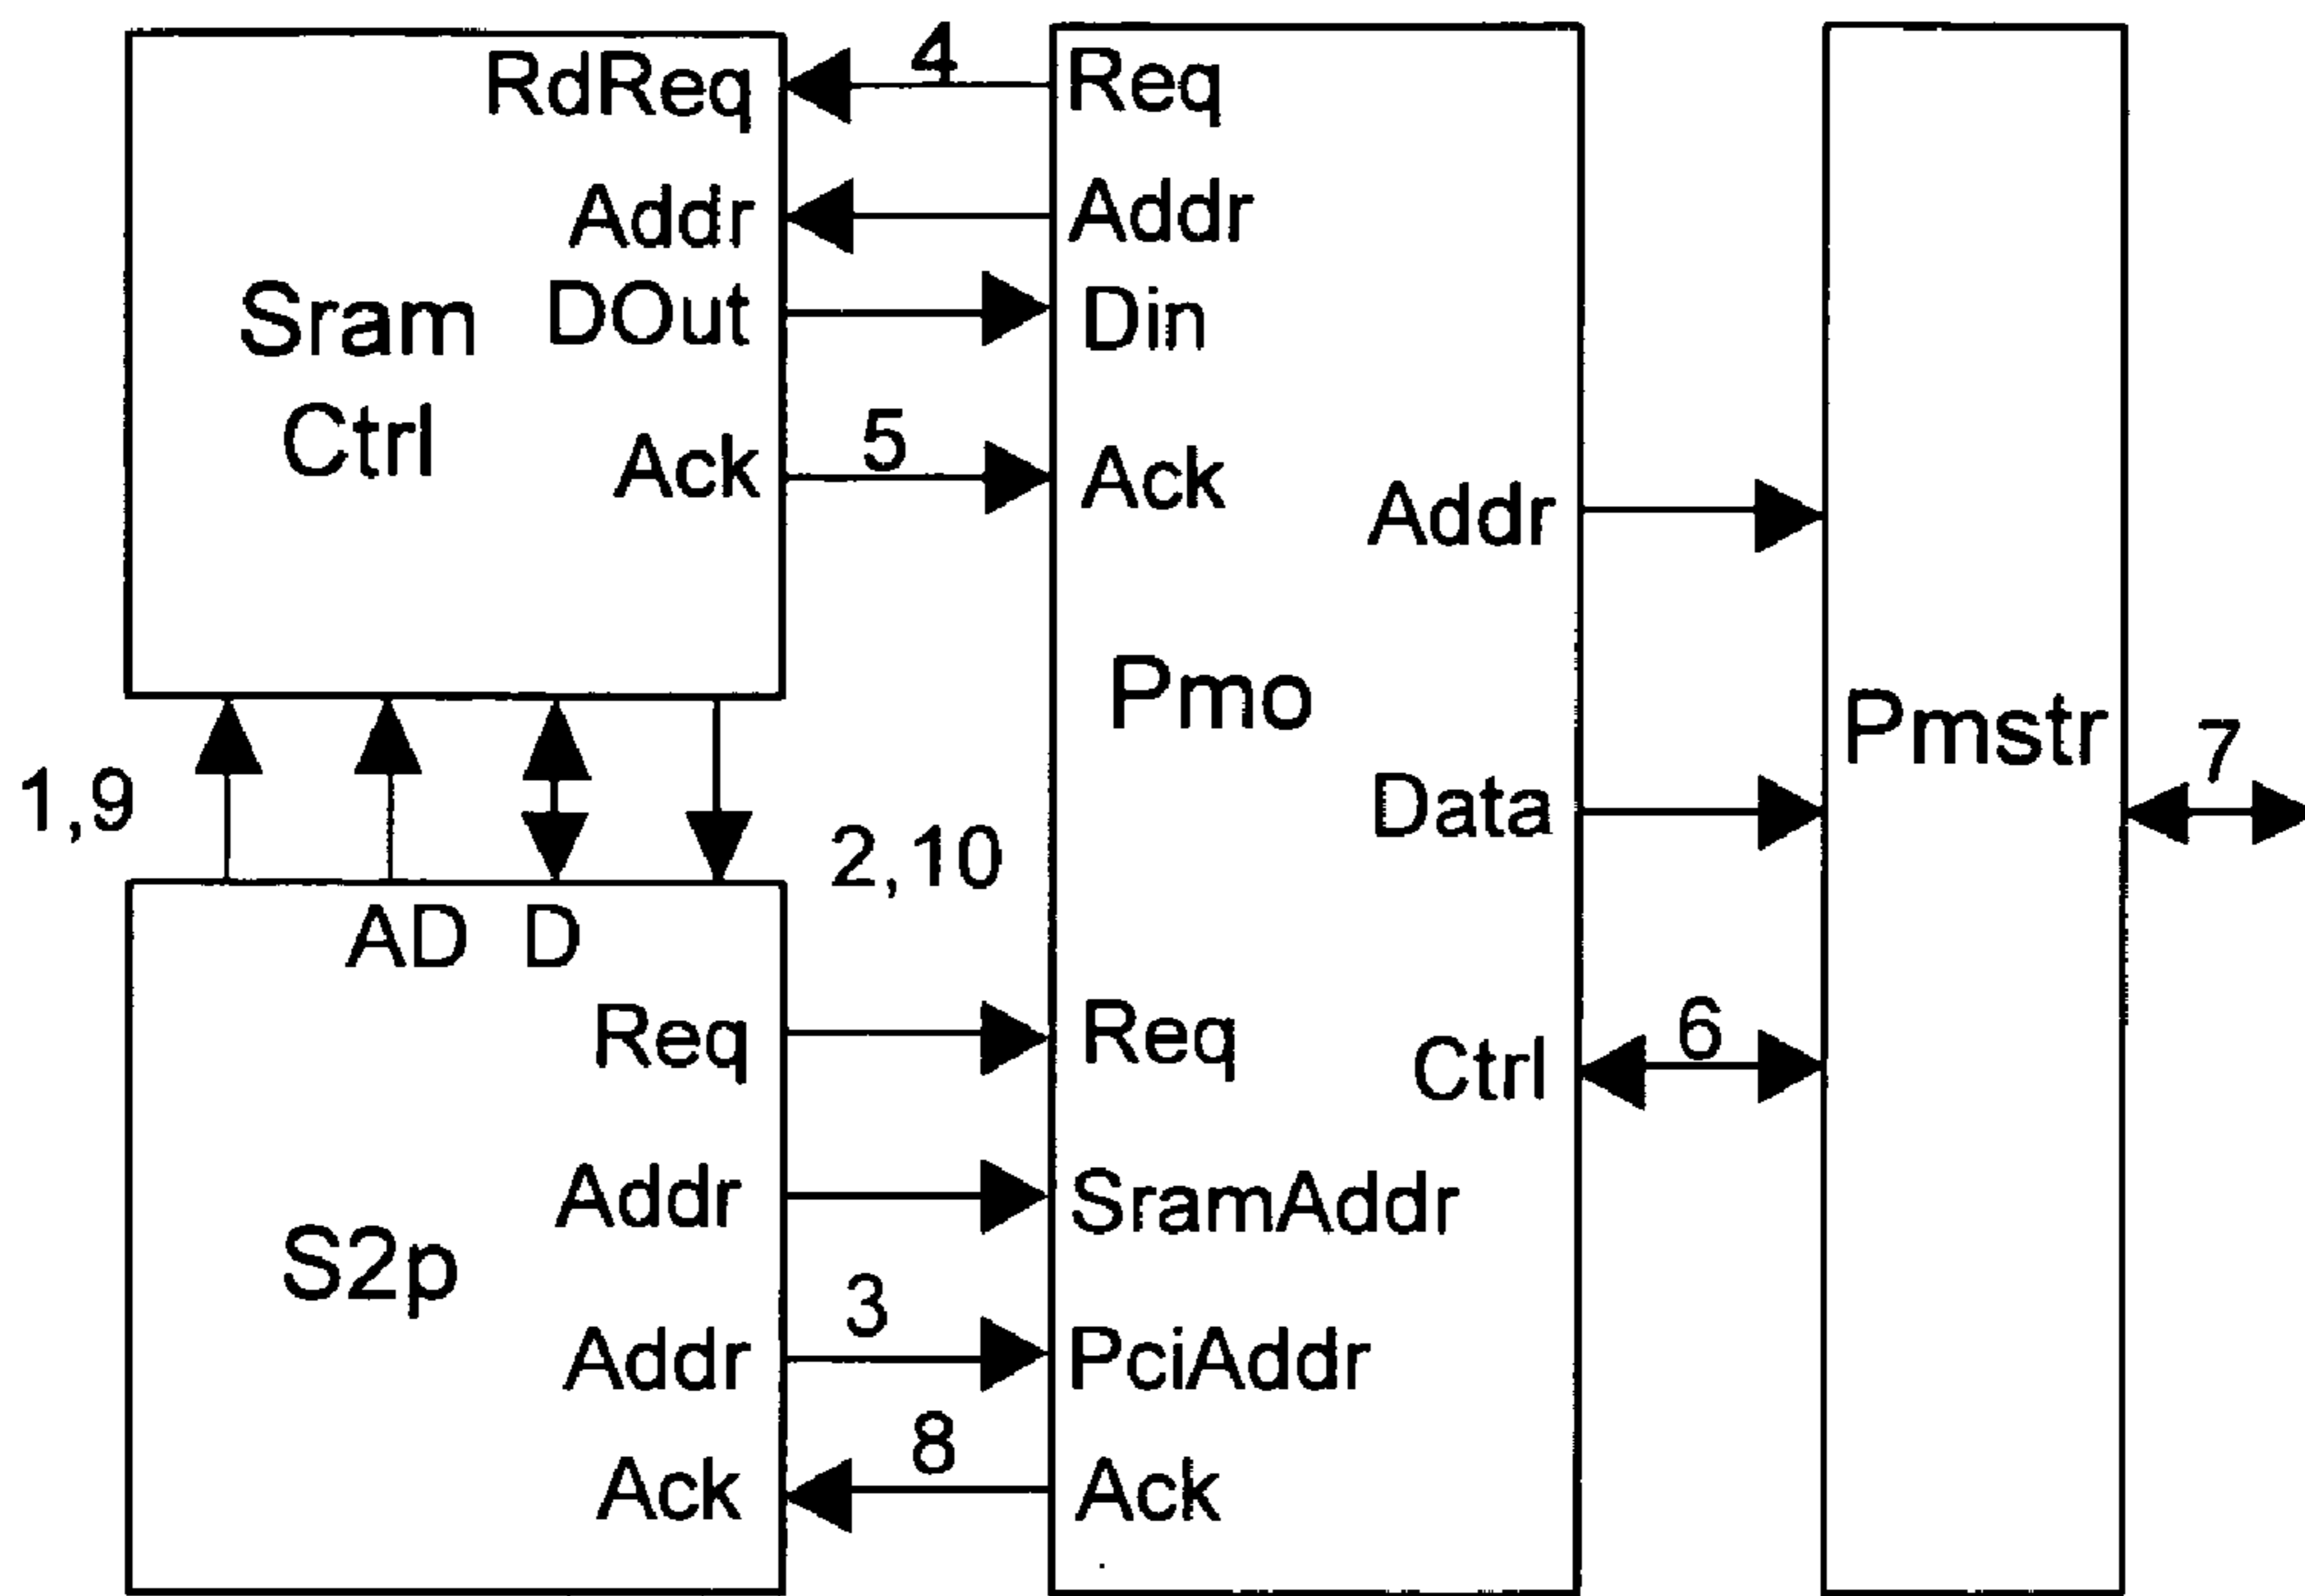 RdReq
4
Req
Addr
Addr
Sram
Ctrl
DOut
Din
Ack
5
Ack
Addr
Pmo
Pmstr
7
Data
1,9
2,10
AD D
Req
Req
Ctrl
6
Addr
SramAddr
S2p
Addr
3
PciAddr
Ack
8
Ack